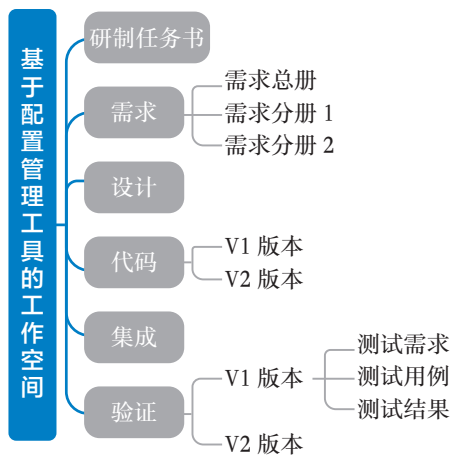 基于配置管理工具的工作空间
研制任务书
需求
需求总册
需求分册 1
需求分册 2
设计
代码
V1 版本
V2 版本
集成
验证
V1 版本
测试需求
测试用例
测试结果
V2 版本